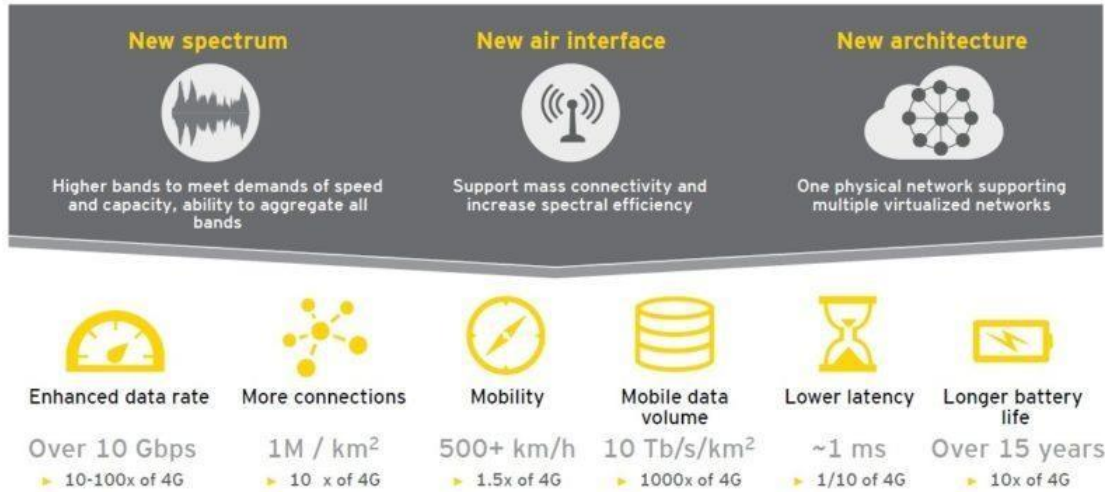 New spectrum
Higher bands to meet demands of speed
and capacity, ability to aggregate all
bands
New air interface
Support mass connectivity and
increase spectral efficiency
New architecture
One physical network supporting
multiple virtualized networks
Enhanced data rate
Over 10 Gbps
► 10-100x of 4G
More connections
1M / km²
► 10 x of 4G
Mobility
500+ km/h
► 1.5x of 4G
Mobile data
volume
10 Tb/s/km²
► 1000x of 4G
Lower latency
~1 ms
► 1/10 of 4G
Longer battery
life
Over 15 years
► 10x of 4G